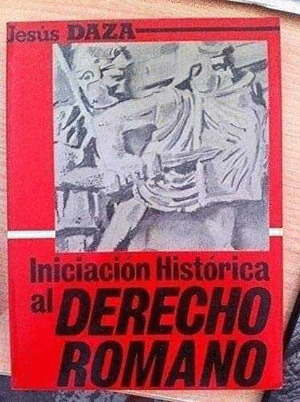 Jesús DAZA
Iniciación Histórica
al DERECHO
ROMANO